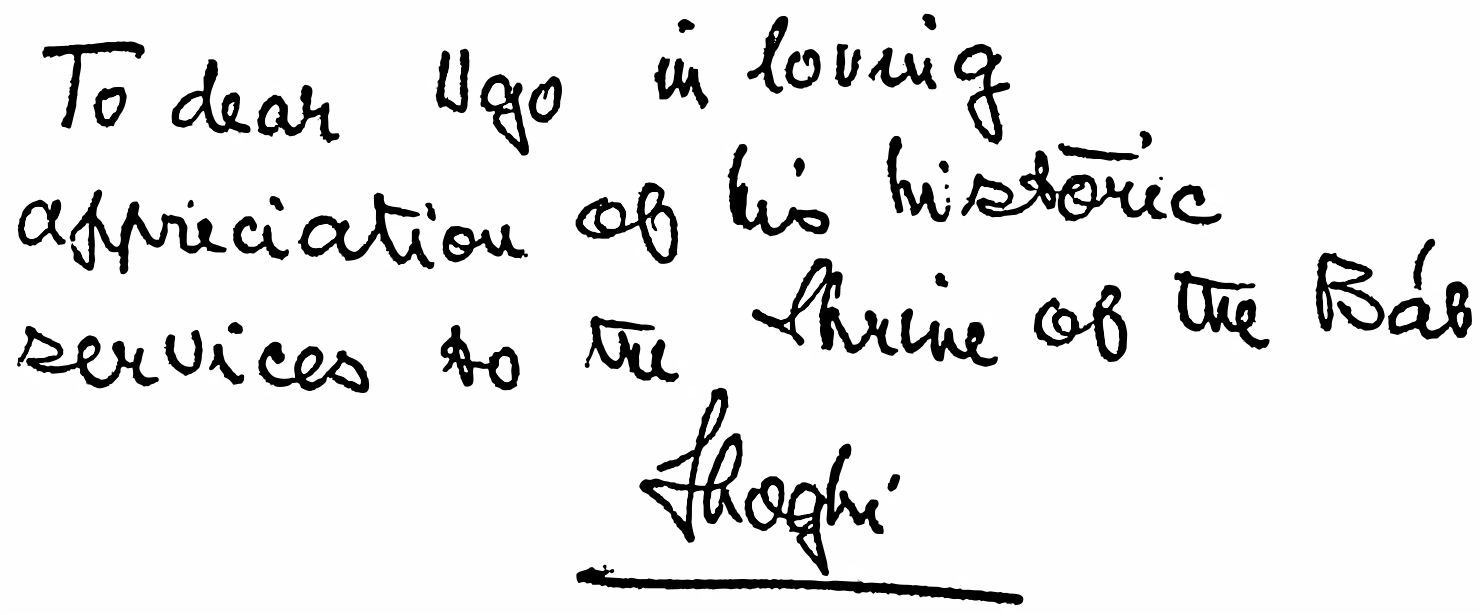 To dear Ugo in loving
appreciation of his historic
services to the Shrine of the Báb
Shoghi